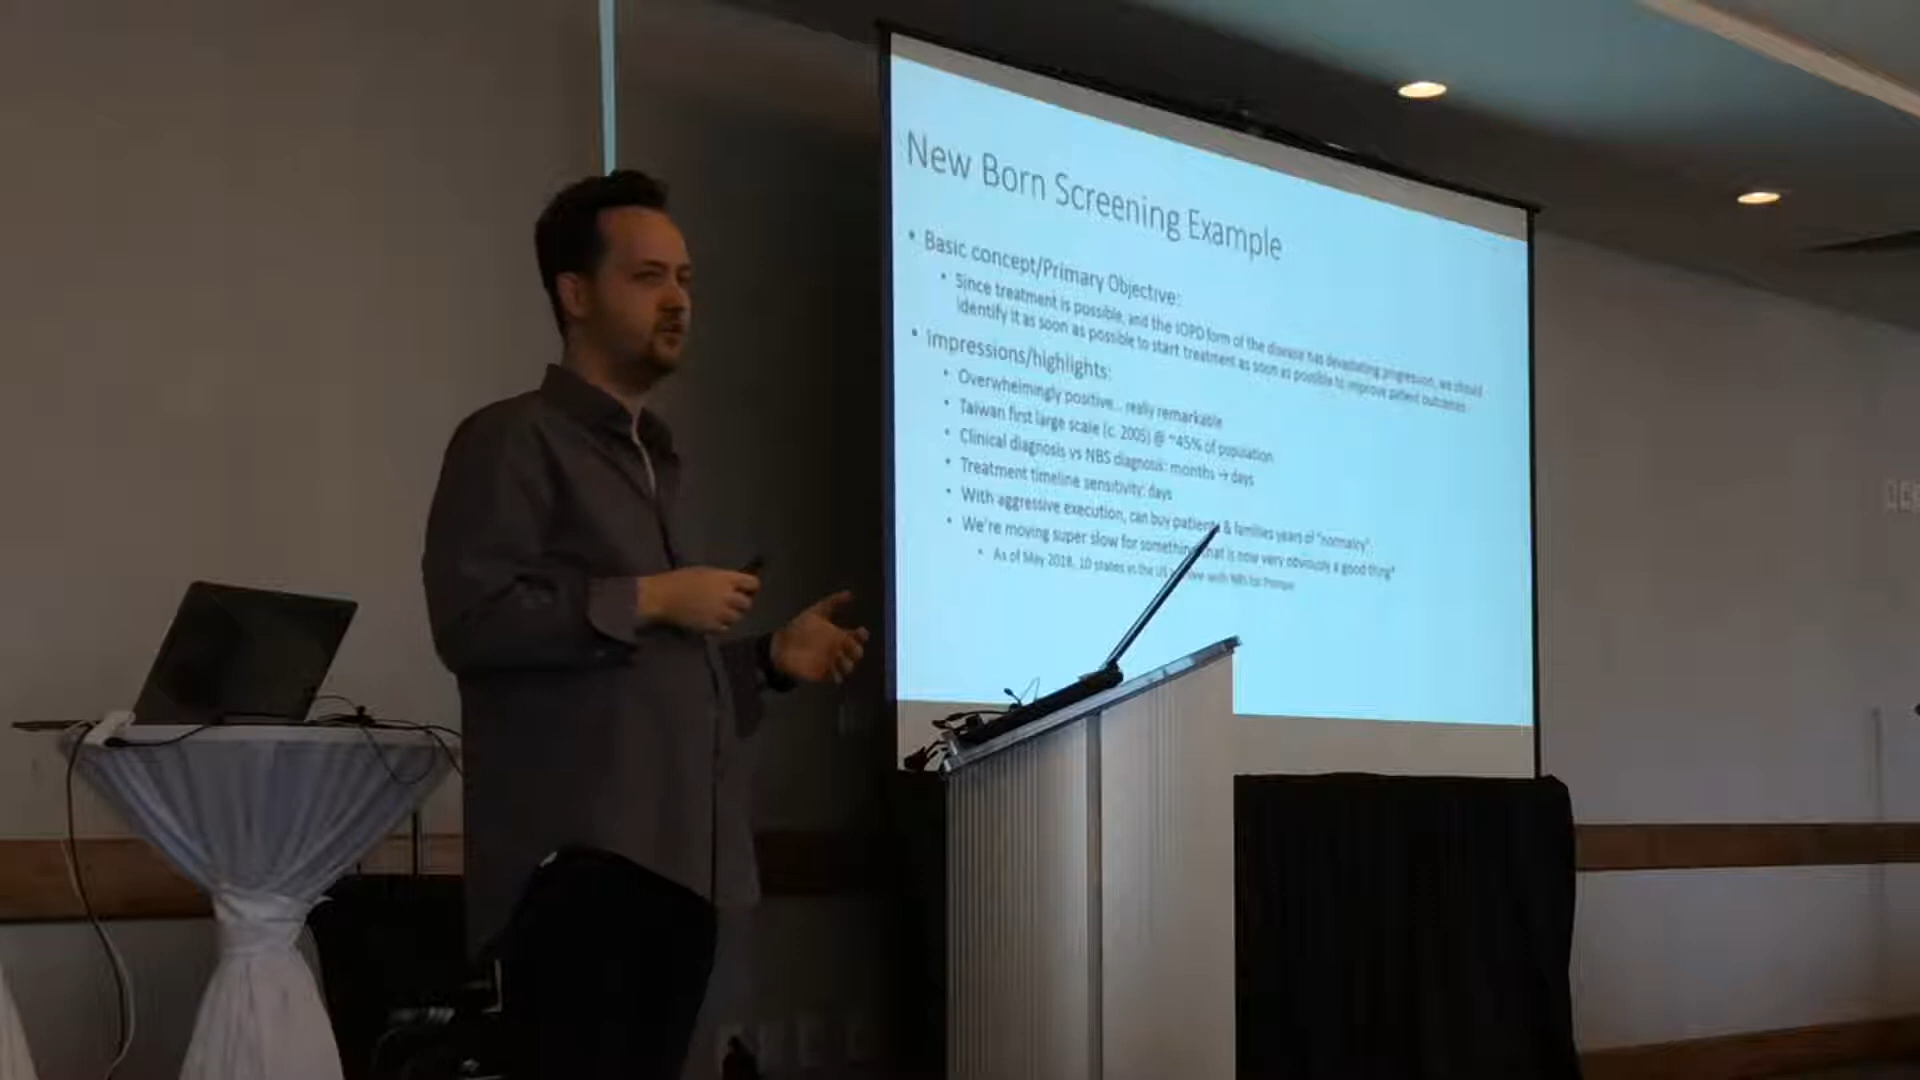 New Born Screening Example
• Basic concept/Primary Objective:
• Since treatment is possible, and the IOPD form of the disease has devastating progression, we should
identify it as soon as possible to start treatment as soon as possible to improve patient outcomes
• Impressions/highlights:
• Overwhelmingly positive... really remarkable
• Taiwan first large scale (c. 2005) @ ~45% of population
• Clinical diagnosis vs NBS diagnosis: months → days
• Treatment timeline sensitivity: days
• With aggressive execution, can buy patients & families years of "normalcy"
• We're moving super slow for something that is now very obviously a good thing*
• As of May 2018, 10 states in the US live with NBS for Pompe